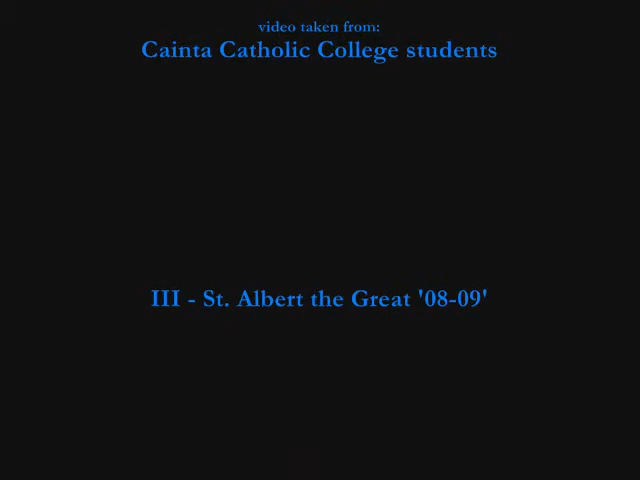 video taken from:
Cainta Catholic College students
III - St. Albert the Great '08-09'